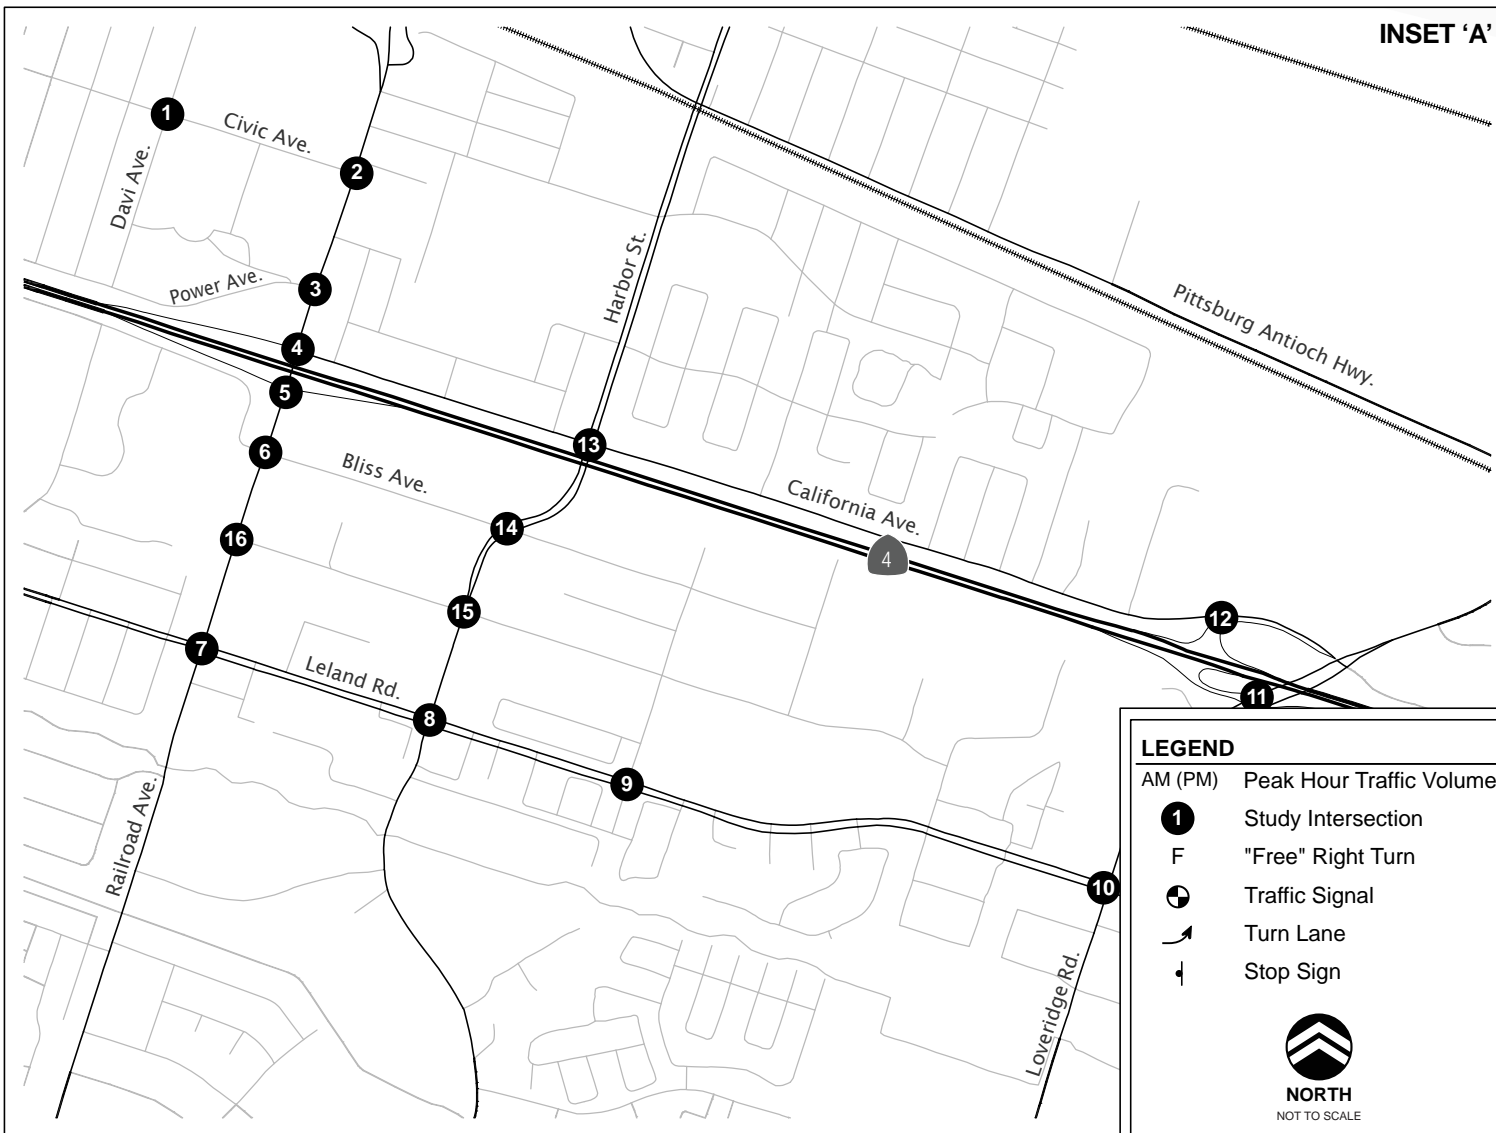 INSET ‘A’
1
Civic Ave.
2
Davi Ave.
Harbor St.
3
Power Ave.
Pittsburg Antioch Hwy.
4
5
13
6
Bliss Ave.
California Ave.
14
16
4
15
12
7
Leland Rd.
11
8
9
Railroad Ave.
10
Loveridge Rd.
LEGEND
AM (PM) Peak Hour Traffic Volume
1 Study Intersection
F "Free" Right Turn
Traffic Signal
Turn Lane
Stop Sign
NORTH
NOT TO SCALE